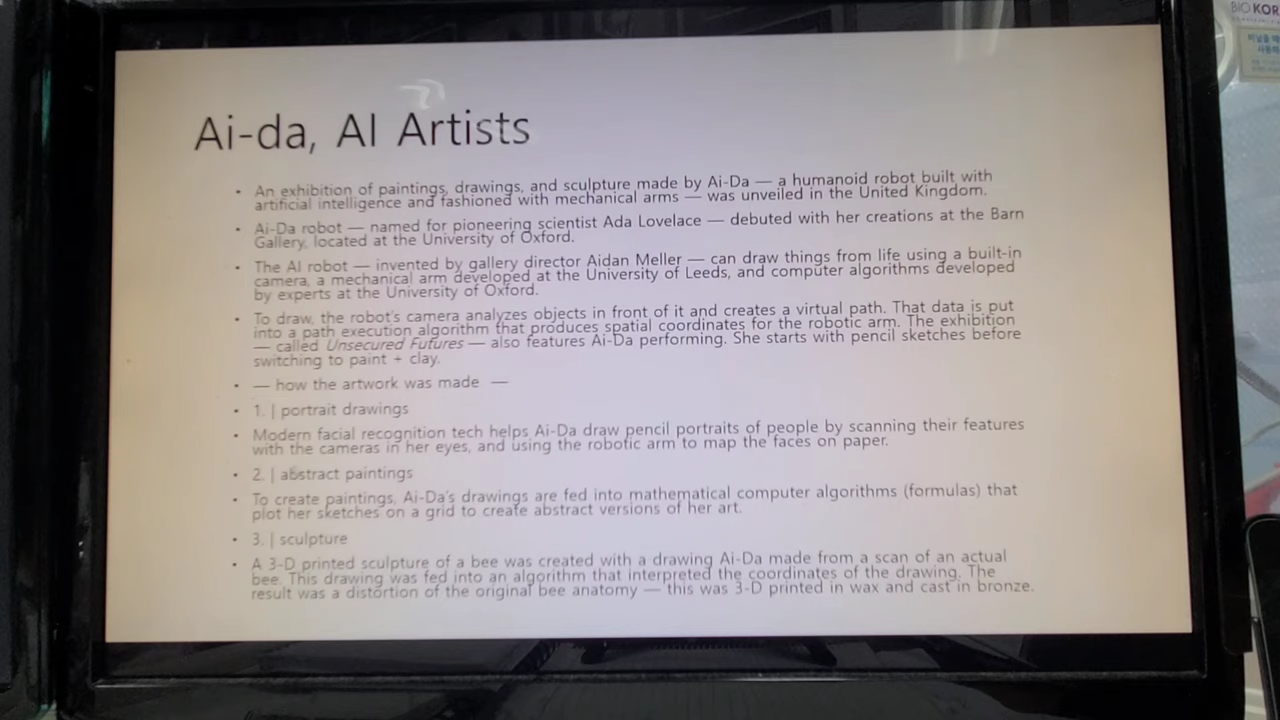 Ai-da, AI Artists
• An exhibition of paintings, drawings, and sculpture made by Ai-Da — a humanoid robot built with
artificial intelligence and fashioned with mechanical arms — was unveiled in the United Kingdom.
• Ai-Da robot — named for pioneering scientist Ada Lovelace — debuted with her creations at the Barn
Gallery, located at the University of Oxford.
• The AI robot — invented by gallery director Aidan Meller — can draw things from life using a built-in
camera, a mechanical arm developed at the University of Leeds, and computer algorithms developed
by experts at the University of Oxford.
• To draw, the robot's camera analyzes objects in front of it and creates a virtual path. That data is put
into a path execution algorithm that produces spatial coordinates for the robotic arm. The exhibition
— called Unsecured Futures — also features Ai-Da performing. She starts with pencil sketches before
switching to paint + clay.
• — how the artwork was made —
• 1. | portrait drawings
• Modern facial recognition tech helps Ai-Da draw pencil portraits of people by scanning their features
with the cameras in her eyes, and using the robotic arm to map the faces on paper.
• 2. | abstract paintings
• To create paintings, Ai-Da's drawings are fed into mathematical computer algorithms (formulas) that
plot her sketches on a grid to create abstract versions of her art.
• 3. | sculpture
• A 3-D printed sculpture of a bee was created with a drawing Ai-Da made from a scan of an actual
bee. This drawing was fed into an algorithm that interpreted the coordinates of the drawing. The
result was a distortion of the original bee anatomy — this was 3-D printed in wax and cast in bronze.
BIO KOR